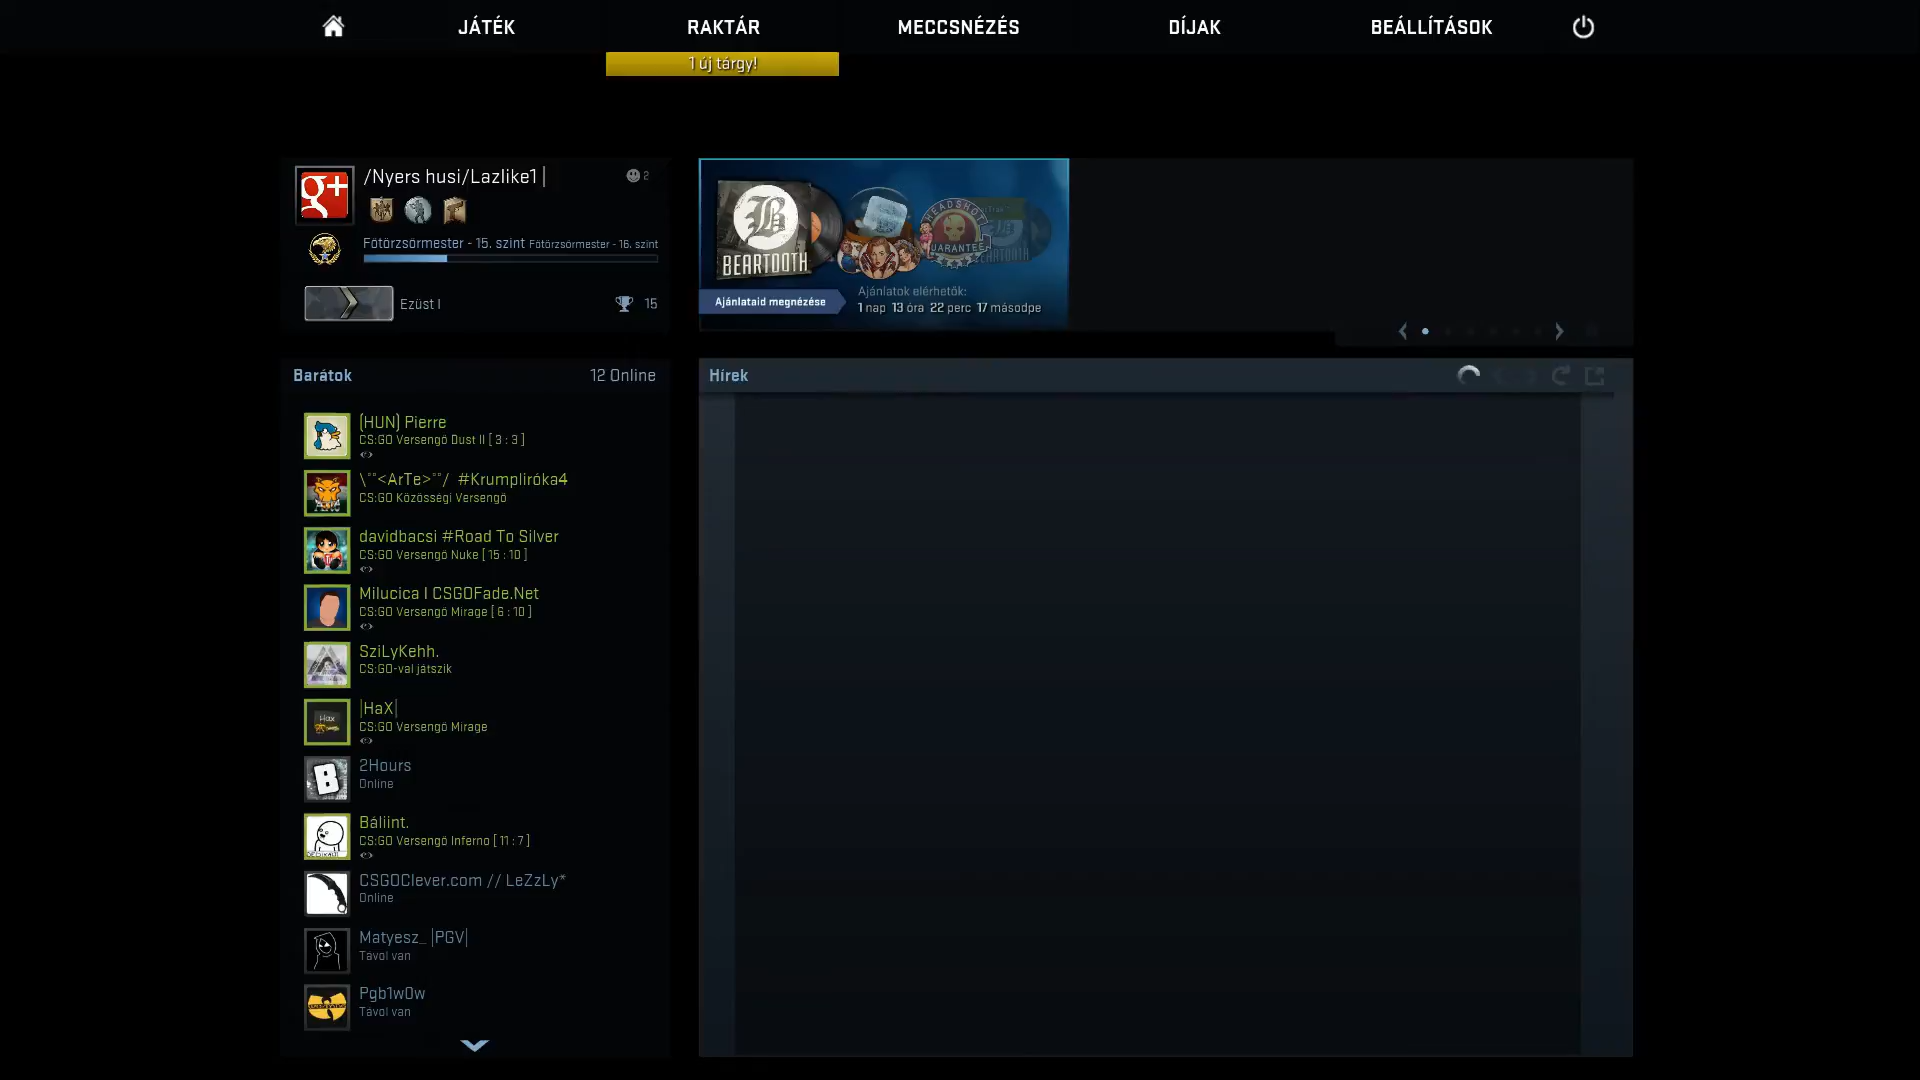 JÁTÉK
RAKTÁR
MECCSNÉZÉS
DÍJAK
BEÁLLÍTÁSOK
1 új tárgy!
g+
/Nyers husi/Lazlike1 |
2
Főtörzsőrmester - 15. szint Főtörzsőrmester - 16. szint
Ezüst I
15
BEARTOOTH
HEADSHOT
GUARANTEE
Ajánlataid megnézése
Ajánlatok elérhetők:
1 nap 13 óra 22 perc 17 másodpe
Barátok
12 Online
Hírek
(HUN) Pierre
CS:GO Versengő Dust II [ 3 : 3 ]
\°°<ArTe>°°/ #Krumpliróka4
CS:GO Közösségi Versengő
davidbacsi #Road To Silver
CS:GO Versengő Nuke [ 15 : 10 ]
Milucica I CSGOFade.Net
CS:GO Versengő Mirage [ 6 : 10 ]
SziLyKehh.
CS:GO-val játszik
|HaX|
CS:GO Versengő Mirage
Hax
2Hours
Online
B
Báliint.
CS:GO Versengő Inferno [ 11 : 7 ]
CSGOClever.com // LeZzLy*
Online
Matyesz_ |PGV|
Távol van
Pgb1w0w
Távol van